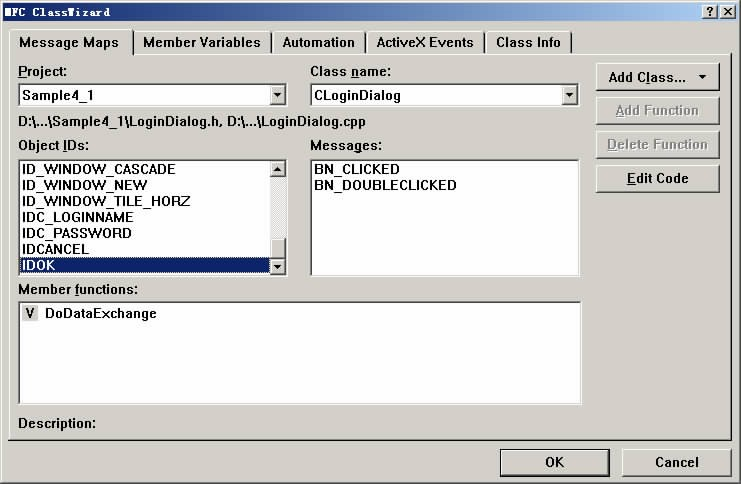 MFC ClassWizard
Message Maps
Member Variables
Automation
ActiveX Events
Class Info
Project:
Class name:
Sample4_1
CLoginDialog
Add Class...
Add Function
Delete Function
Edit Code
D:\...\Sample4_1\LoginDialog.h, D:\...\LoginDialog.cpp
Object IDs:
Messages:
ID_WINDOW_CASCADE
ID_WINDOW_NEW
ID_WINDOW_TILE_HORZ
IDC_LOGINNAME
IDC_PASSWORD
IDCANCEL
IDOK
BN_CLICKED
BN_DOUBLECLICKED
Member functions:
V DoDataExchange
Description:
OK
Cancel